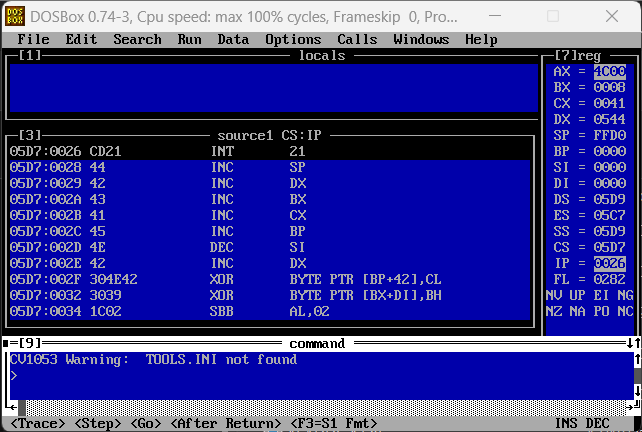 DOS BOX DOSBox 0.74-3, Cpu speed: max 100% cycles, Frameskip 0, Pro...
File Edit Search Run Data Options Calls Windows Help
[1] locals
[3] source1 CS:IP
05D7:0026 CD21 INT 21
05D7:0028 44 INC SP
05D7:0029 42 INC DX
05D7:002A 43 INC BX
05D7:002B 41 INC CX
05D7:002C 45 INC BP
05D7:002D 4E DEC SI
05D7:002E 42 INC DX
05D7:002F 304E42 XOR BYTE PTR [BP+42],CL
05D7:0032 3039 XOR BYTE PTR [BX+DI],BH
05D7:0034 1C02 SBB AL,02
[7]reg
AX = 4C00
BX = 0008
CX = 0041
DX = 0544
SP = FFD0
BP = 0000
SI = 0000
DI = 0000
DS = 05D9
ES = 05C7
SS = 05D9
CS = 05D7
IP = 0026
FL = 0282
NV UP EI NG
NZ NA PO NC
[9] command
CV1053 Warning: TOOLS.INI not found
>
<Trace> <Step> <Go> <After Return> <F3=S1 Fmt> INS DEC